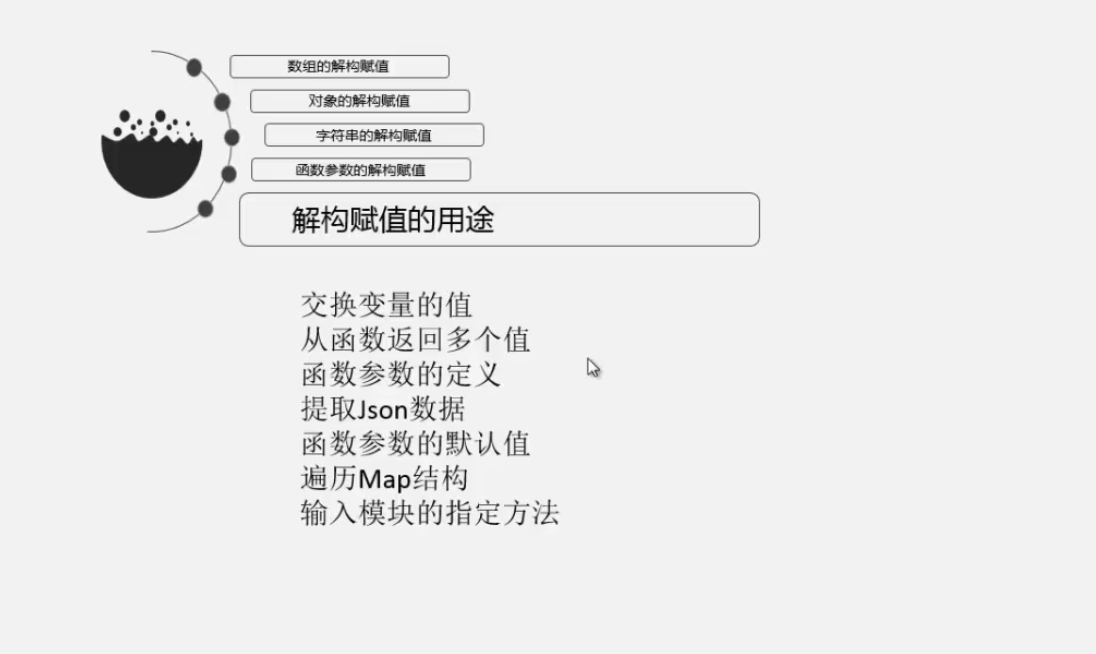 数组的解构赋值
对象的解构赋值
字符串的解构赋值
函数参数的解构赋值
解构赋值的用途
交换变量的值
从函数返回多个值
函数参数的定义
提取Json数据
函数参数的默认值
遍历Map结构
输入模块的指定方法